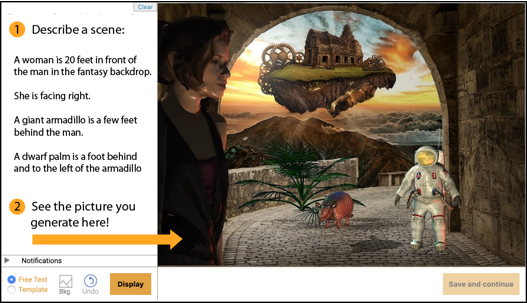 Clear
1 Describe a scene:
A woman is 20 feet in front of
the man in the fantasy backdrop.
She is facing right.
A giant armadillo is a few feet
behind the man.
A dwarf palm is a foot behind
and to the left of the armadillo
2 See the picture you
generate here!
Notifications
Free Text
Template
Bkg
Undo
Display
Save and continue